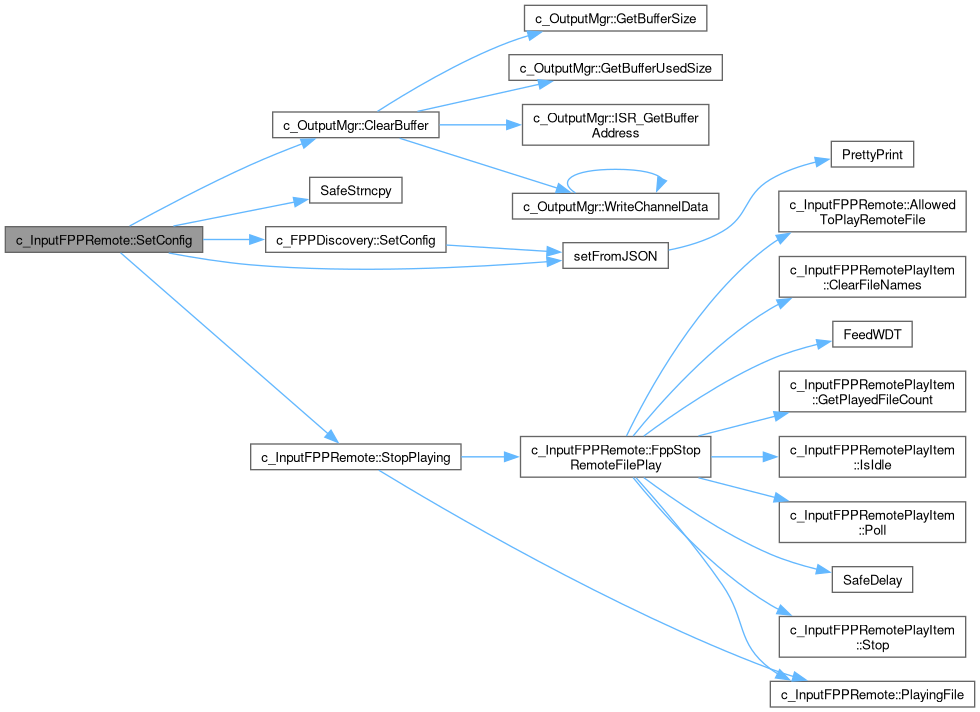 c_OutputMgr::GetBufferSize
c_OutputMgr::GetBufferUsedSize
c_OutputMgr::ClearBuffer
c_OutputMgr::ISR_GetBuffer
Address
PrettyPrint
SafeStrncpy
c_OutputMgr::WriteChannelData
c_InputFPPRemote::Allowed
ToPlayRemoteFile
c_InputFPPRemote::SetConfig
c_FPPDiscovery::SetConfig
setFromJSON
c_InputFPPRemotePlayItem
::ClearFileNames
FeedWDT
c_InputFPPRemotePlayItem
::GetPlayedFileCount
c_InputFPPRemote::StopPlaying
c_InputFPPRemote::FppStop
RemoteFilePlay
c_InputFPPRemotePlayItem
::IsIdle
c_InputFPPRemotePlayItem
::Poll
SafeDelay
c_InputFPPRemotePlayItem
::Stop
c_InputFPPRemote::PlayingFile